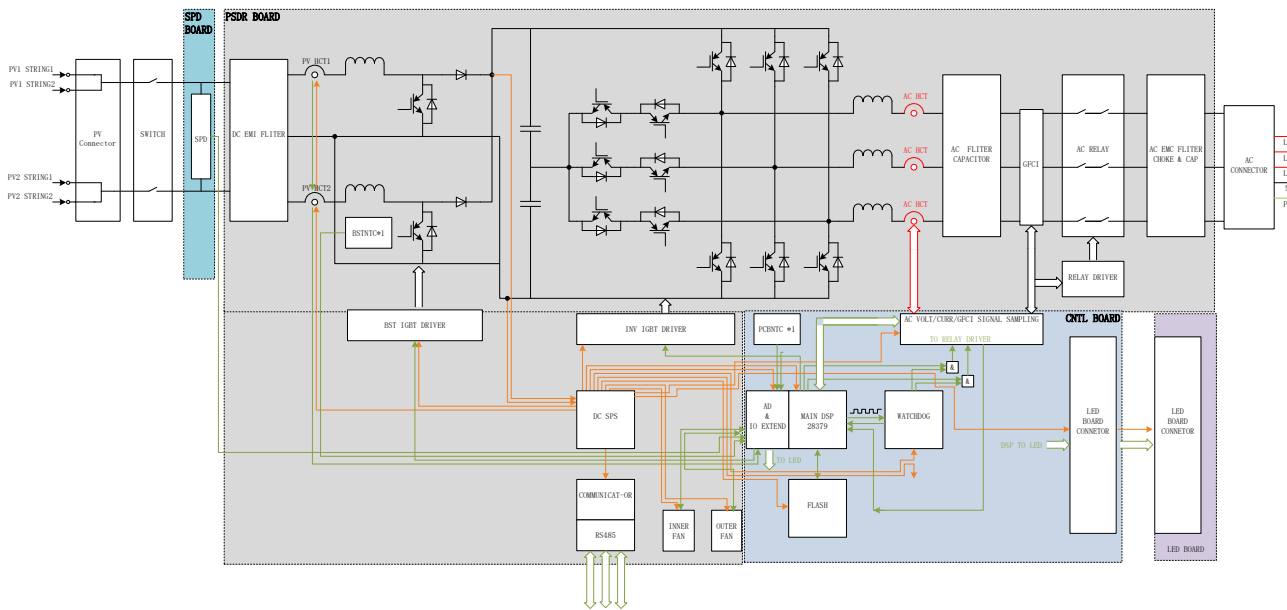 SPD
BOARD
PSDR BOARD
PV1 STRING1
PV1 STRING2
PV2 STRING1
PV2 STRING2
PV
Connector
SWITCH
SPD
DC EMI FLITER
PV HCT1
PV HCT2
BSTNTC*1
AC HCT
AC HCT
AC HCT
AC FLITER
CAPACITOR
GFCI
AC RELAY
AC EMC FLITER
CHOKE & CAP
AC
CONNECTOR
L
L
L
P
RELAY DRIVER
BST IGBT DRIVER
INV IGBT DRIVER
PCBNTC *1
AC VOLT/CURR/GFCI SIGNAL SAMPLING
TO RELAY DRIVER
CNTL BOARD
&
&
DC SPS
AD
&
IO EXTEND
MAIN DSP
28379
WATCHDOG
TO LED
DSP TO LED
LED
BOARD
CONNETOR
LED
BOARD
CONNETOR
COMMUNICAT-OR
RS485
INNER
FAN
OUTER
FAN
FLASH
LED BOARD